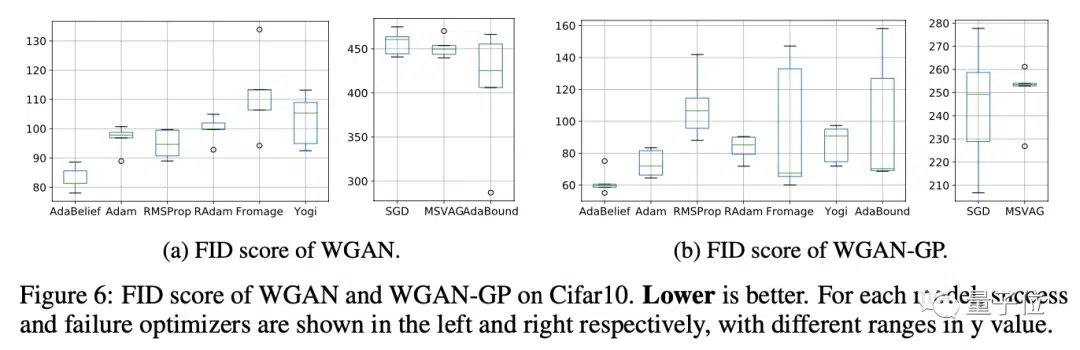 130
120
110
100
90
80
AdaBelief Adam RMSProp RAdam Fromage Yogi
450
400
350
300
SGD MSVAG AdaBound
(a) FID score of WGAN.
160
140
120
100
80
60
AdaBelief Adam RMSProp RAdam Fromage Yogi AdaBound
280
270
260
250
240
230
220
210
SGD MSVAG
(b) FID score of WGAN-GP.
Figure 6: FID score of WGAN and WGAN-GP on Cifar10. Lower is better. For each model, success
and failure optimizers are shown in the left and right respectively, with different ranges in y value.
量子位